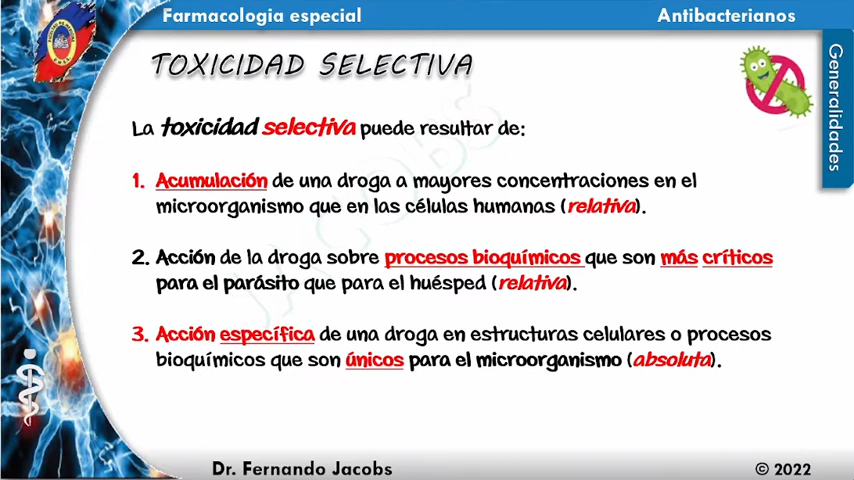 Farmacologia especial
Antibacterianos
Generalidades
TOXICIDAD SELECTIVA
La toxicidad selectiva puede resultar de:
1. Acumulación de una droga a mayores concentraciones en el
microorganismo que en las células humanas (relativa).
2. Acción de la droga sobre procesos bioquímicos que son más críticos
para el parásito que para el huésped (relativa).
3. Acción específica de una droga en estructuras celulares o procesos
bioquímicos que son únicos para el microorganismo (absoluta).
JACOBS
Dr. Fernando Jacobs
© 2022